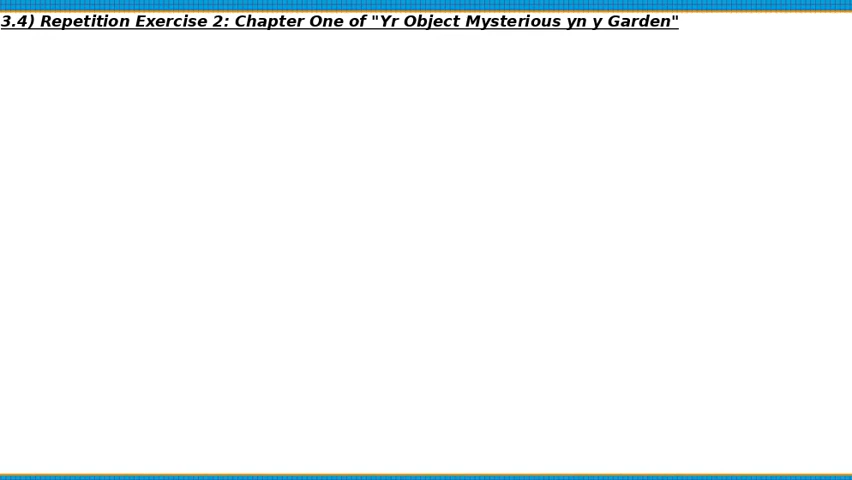 3.4) Repetition Exercise 2: Chapter One of "Yr Object Mysterious yn y Garden"